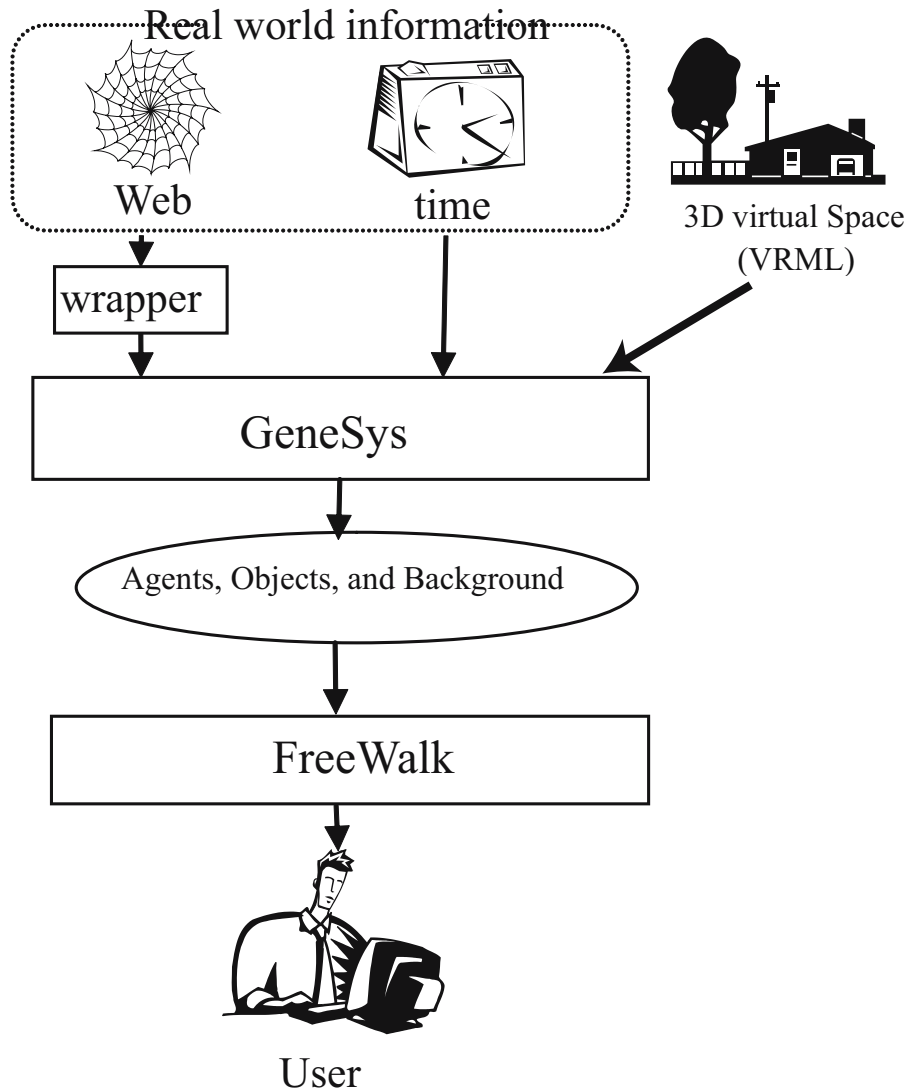 Real world information
Web
time
3D virtual Space
(VRML)
wrapper
GeneSys
Agents, Objects, and Background
FreeWalk
User